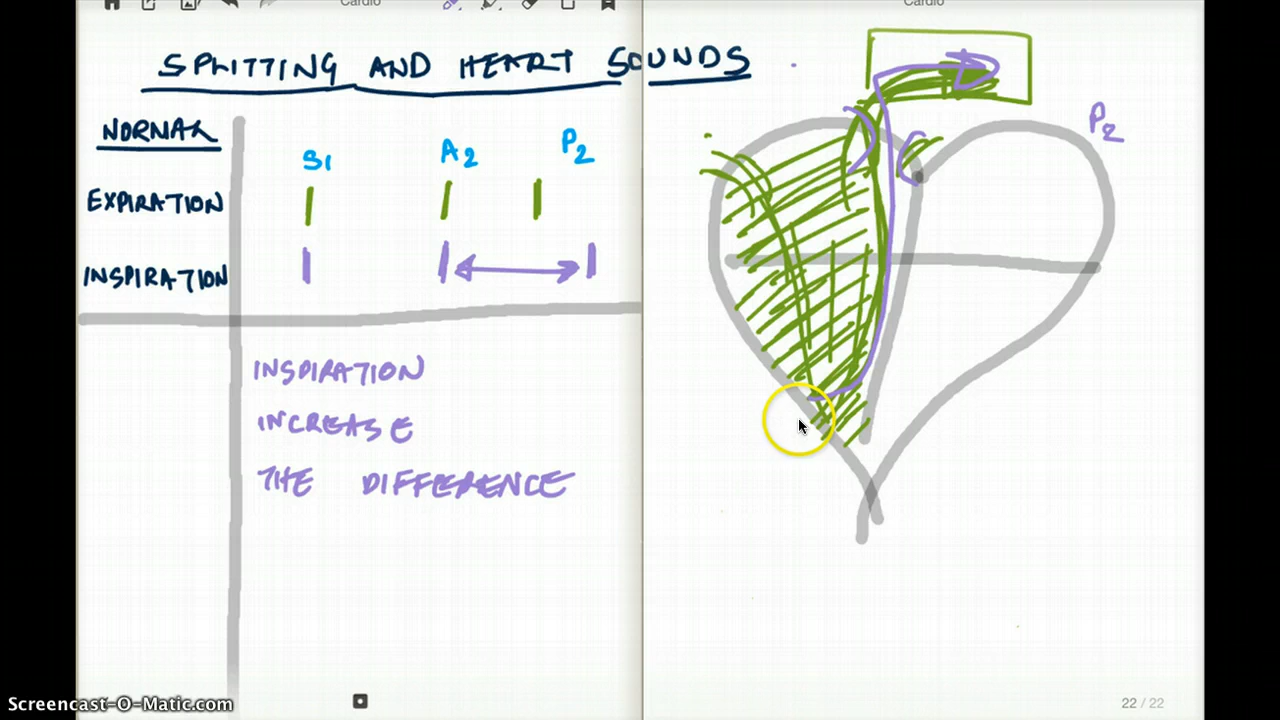 Cardio
Cardio
SPLITTING AND HEART SOUNDS
NORMAL
S1 A2 P2
EXPIRATION
INSPIRATION
INSPIRATION
INCREASE
THE DIFFERENCE
P2
22 / 22
Screencast-O-Matic.com